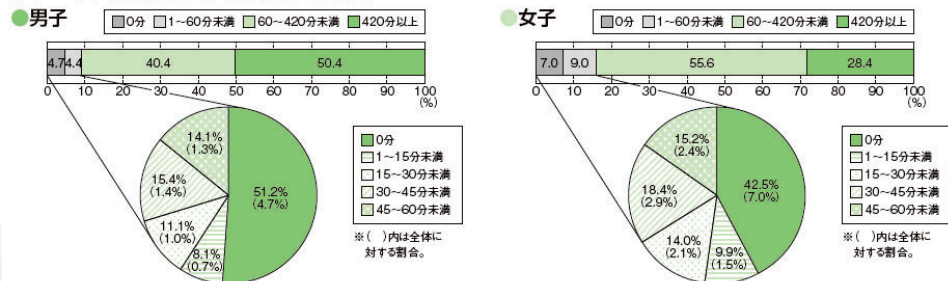 ●男子
0分 1～60分未満 60～420分未満 420分以上
4.7 4.4 40.4 50.4
0 10 20 30 40 50 60 70 80 90 100
(%)
14.1%
(1.3%)
15.4%
(1.4%)
11.1%
(1.0%)
8.1%
(0.7%)
51.2%
(4.7%)
0分
1～15分未満
15～30分未満
30～45分未満
45～60分未満
※( )内は全体に
対する割合。
●女子
0分 1～60分未満 60～420分未満 420分以上
7.0 9.0 55.6 28.4
0 10 20 30 40 50 60 70 80 90 100
(%)
15.2%
(2.4%)
18.4%
(2.9%)
14.0%
(2.1%)
9.9%
(1.5%)
42.5%
(7.0%)
0分
1～15分未満
15～30分未満
30～45分未満
45～60分未満
※( )内は全体に
対する割合。